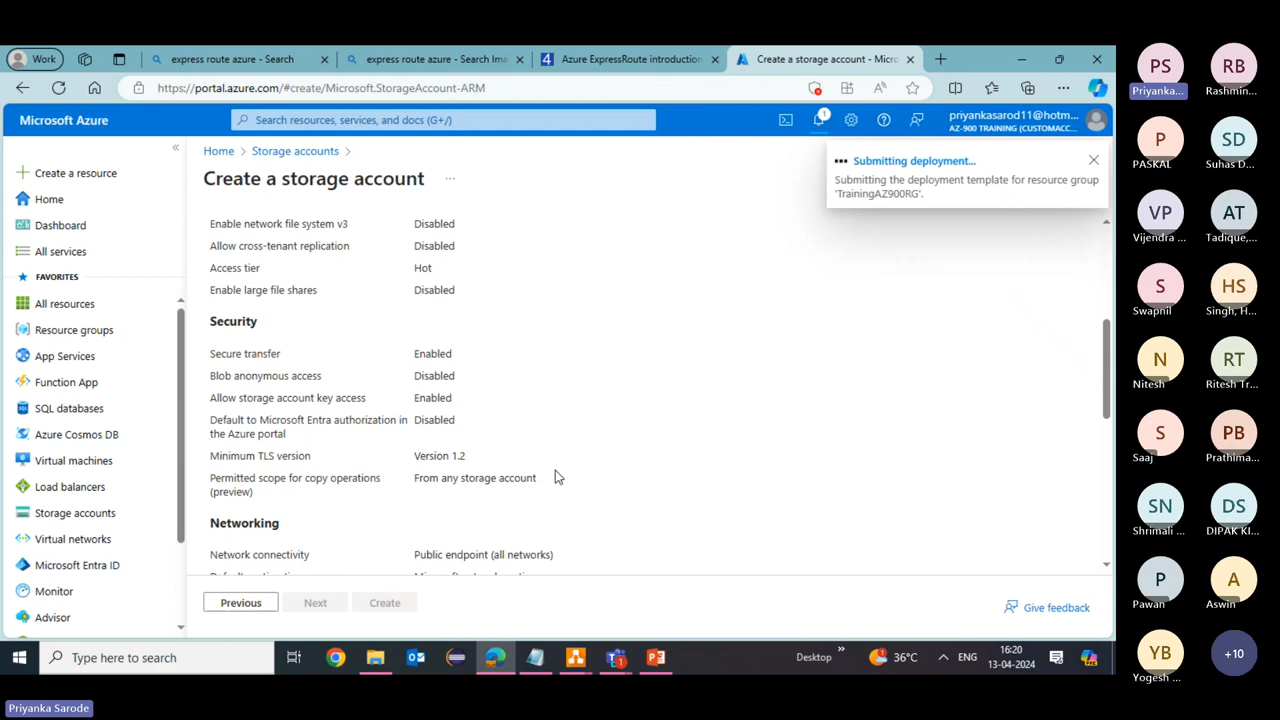 Work
express route azure - Search
express route azure - Search Ima
Azure ExpressRoute introduction
Create a storage account - Micro
https://portal.azure.com/#create/Microsoft.StorageAccount-ARM
Microsoft Azure
Search resources, services, and docs (G+/)
1
priyankasarod11@hotm...
AZ-900 TRAINING (CUSTOMACC...
Create a resource
Home
Dashboard
All services
FAVORITES
All resources
Resource groups
App Services
Function App
SQL databases
Azure Cosmos DB
Virtual machines
Load balancers
Storage accounts
Virtual networks
Microsoft Entra ID
Monitor
Advisor
Home > Storage accounts >
Create a storage account ...
Submitting deployment...
Submitting the deployment template for resource group
'TrainingAZ900RG'.
Enable network file system v3 Disabled
Allow cross-tenant replication Disabled
Access tier Hot
Enable large file shares Disabled
Security
Secure transfer Enabled
Blob anonymous access Disabled
Allow storage account key access Enabled
Default to Microsoft Entra authorization in Disabled
the Azure portal
Minimum TLS version Version 1.2
Permitted scope for copy operations From any storage account
(preview)
Networking
Network connectivity Public endpoint (all networks)
Previous
Next
Create
Give feedback
Type here to search
Desktop
36°C
ENG
16:20
13-04-2024
Priyanka Sarode
PS
Priyanka...
RB
Rashmin...
P
PASKAL
SD
Suhas D...
VP
Vijendra ...
AT
Tadique,...
S
Swapnil
HS
Singh, H...
N
Nitesh
RT
Ritesh Tr...
S
Saaj
PB
Prathima...
SN
Shrimali ...
DS
DIPAK KI...
P
Pawan
A
Aswin
YB
Yogesh ...
+10